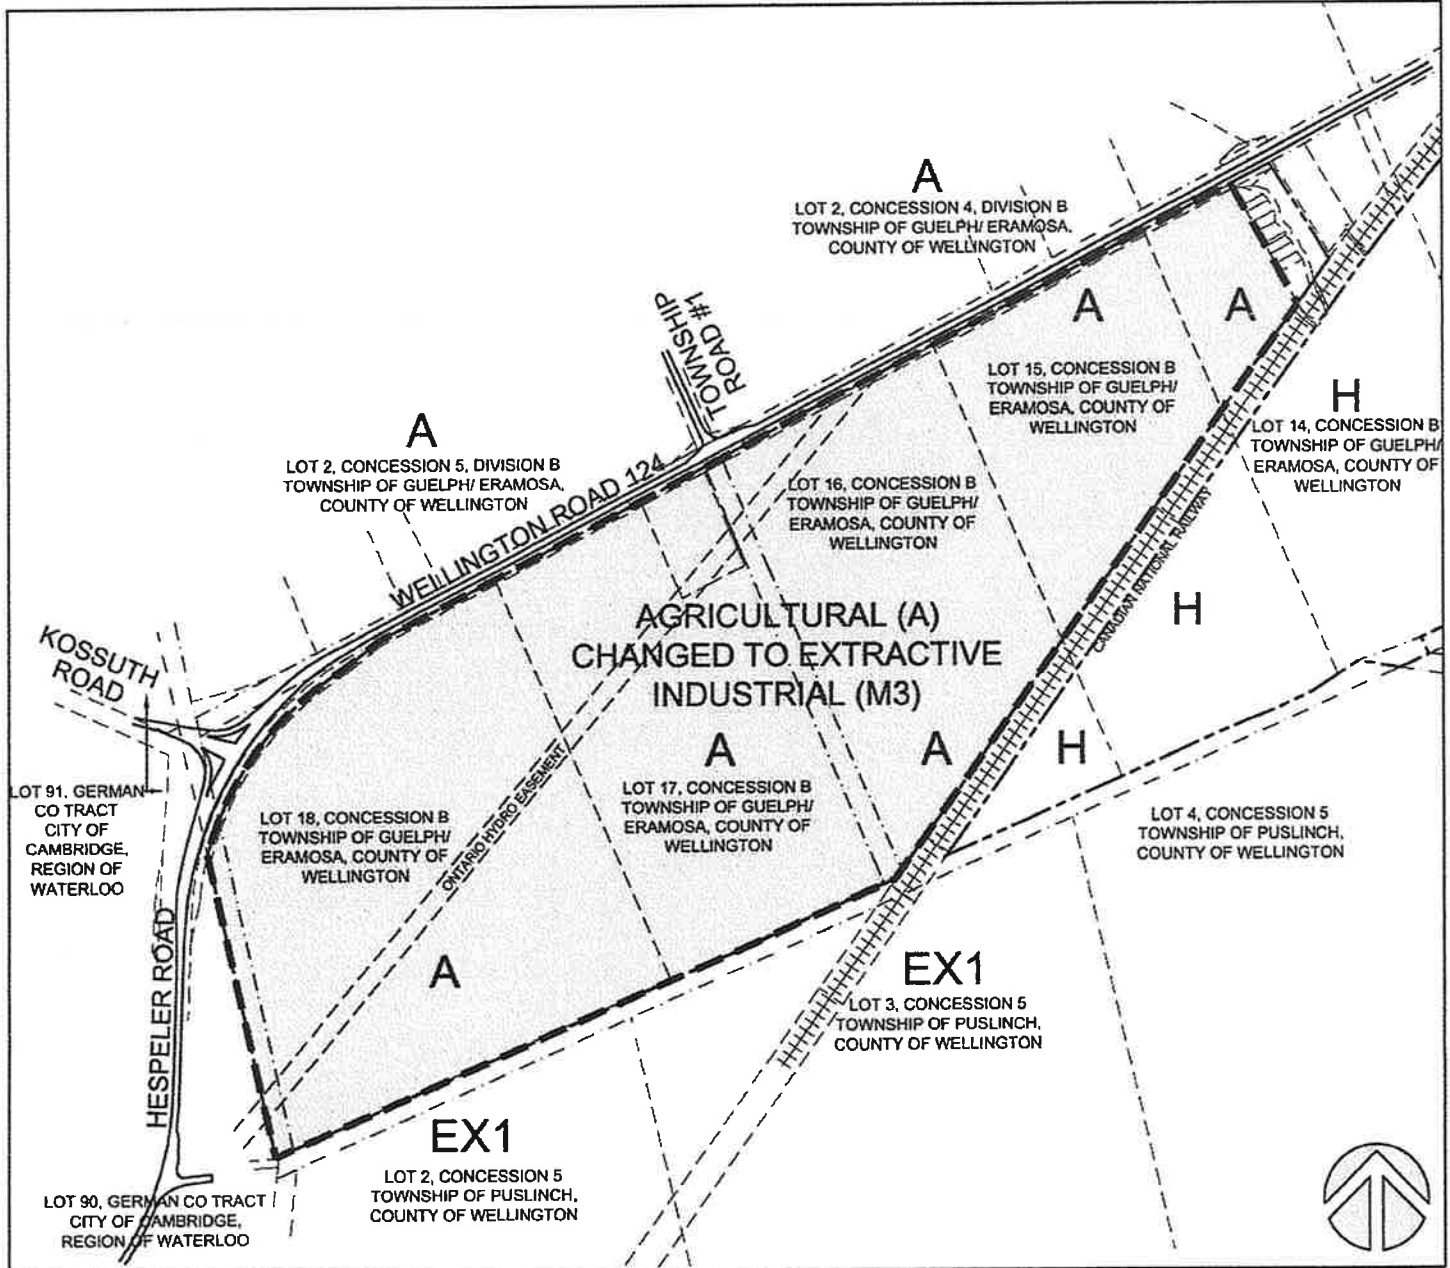 A
LOT 2, CONCESSION 4, DIVISION B
TOWNSHIP OF GUELPH/ ERAMOSA,
COUNTY OF WELLINGTON
TOWNSHIP
ROAD #1
A
A
LOT 15, CONCESSION B
TOWNSHIP OF GUELPH/
ERAMOSA, COUNTY OF
WELLINGTON
H
LOT 14, CONCESSION B
TOWNSHIP OF GUELPH/
ERAMOSA, COUNTY OF
WELLINGTON
A
LOT 2, CONCESSION 5, DIVISION B
TOWNSHIP OF GUELPH/ ERAMOSA,
COUNTY OF WELLINGTON
WELLINGTON ROAD 124
LOT 16, CONCESSION B
TOWNSHIP OF GUELPH/
ERAMOSA, COUNTY OF
WELLINGTON
CANADIAN NATIONAL RAILWAY
H
AGRICULTURAL (A)
CHANGED TO EXTRACTIVE
INDUSTRIAL (M3)
KOSSUTH
ROAD
A
A
H
LOT 17, CONCESSION B
TOWNSHIP OF GUELPH/
ERAMOSA, COUNTY OF
WELLINGTON
ONTARIO HYDRO EASEMENT
LOT 91, GERMAN
CO TRACT
CITY OF
CAMBRIDGE,
REGION OF
WATERLOO
LOT 18, CONCESSION B
TOWNSHIP OF GUELPH/
ERAMOSA, COUNTY OF
WELLINGTON
LOT 4, CONCESSION 5
TOWNSHIP OF PUSLINCH,
COUNTY OF WELLINGTON
HESPELER ROAD
A
EX1
LOT 3, CONCESSION 5
TOWNSHIP OF PUSLINCH,
COUNTY OF WELLINGTON
EX1
LOT 2, CONCESSION 5
TOWNSHIP OF PUSLINCH,
COUNTY OF WELLINGTON
LOT 90, GERMAN CO TRACT
CITY OF CAMBRIDGE,
REGION OF WATERLOO